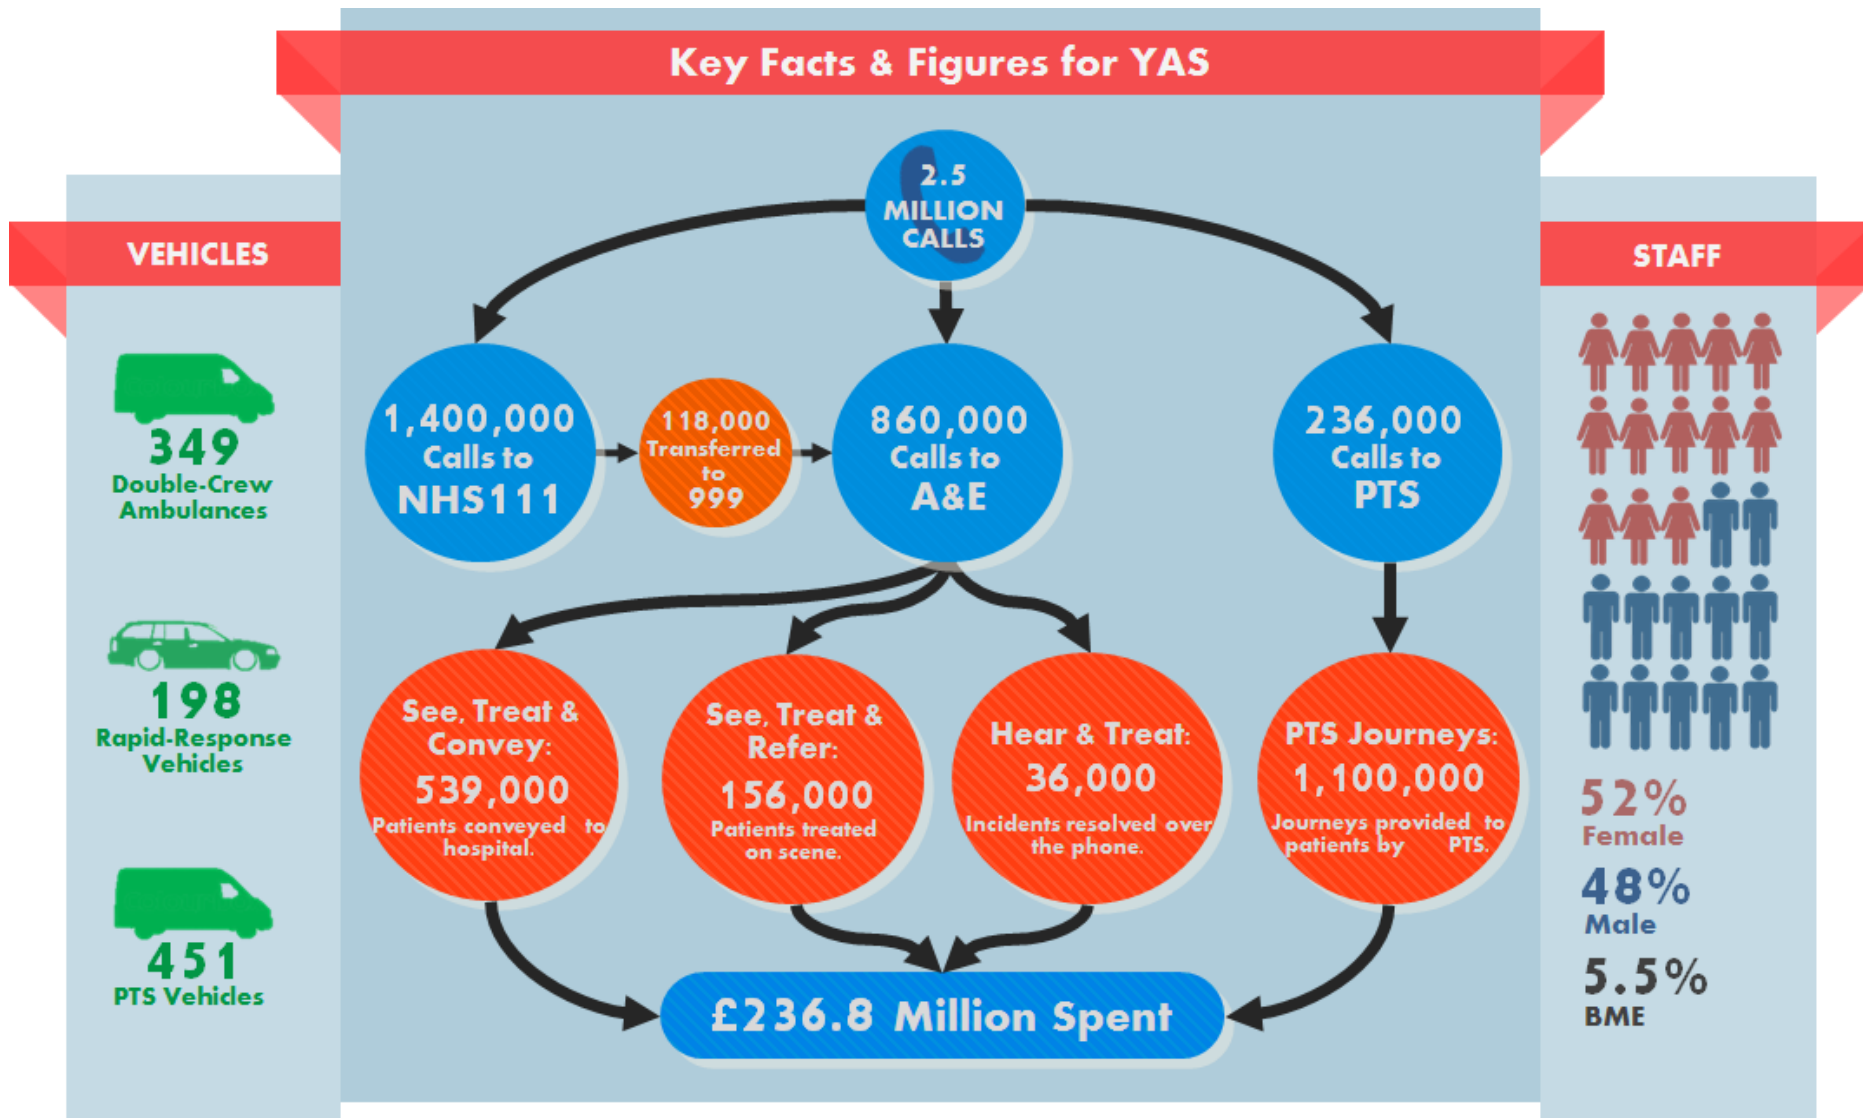 Key Facts & Figures for YAS
VEHICLES
349
Double-Crew
Ambulances
198
Rapid-Response
Vehicles
451
PTS Vehicles
2.5
MILLION
CALLS
1,400,000
Calls to
NHS111
118,000
Transferred
to
999
860,000
Calls to
A&E
236,000
Calls to
PTS
See, Treat &
Convey:
539,000
Patients conveyed to
hospital.
See, Treat &
Refer:
156,000
Patients treated
on scene.
Hear & Treat:
36,000
Incidents resolved over
the phone.
PTS Journeys:
1,100,000
Journeys provided to
patients by PTS.
£236.8 Million Spent
STAFF
52%
Female
48%
Male
5.5%
BME